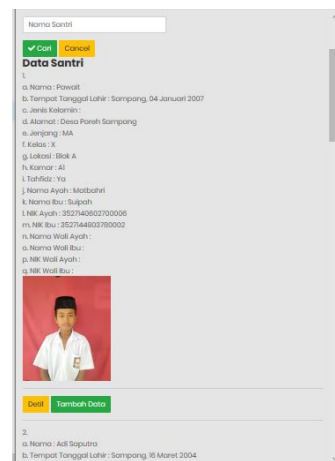 Nama Santri
Cari Cancel
Data Santri
1.
a. Nama : Pawait
b. Tempat Tanggal Lahir : Sampang, 04 Januari 2007
c. Jenis Kelamin :
d. Alamat : Desa Poreh Sampang
e. Jenjang : MA
f. Kelas : X
g. Lokasi : Blok A
h. Kamar : A1
i. Tahfidz : Ya
j. Nama Ayah : Matbahri
k. Nama Ibu : Suipah
l. NIK Ayah : 3527140602700006
m. NIK Ibu : 3527144803780002
n. Nama Wali Ayah :
o. Nama Wali Ibu :
p. NIK Wali Ayah :
q. NIK Wali Ibu :
Detil Tambah Data
2.
a. Nama : Adi Saputra
b. Tempat Tanggal Lahir : Sampang, 16 Maret 2004